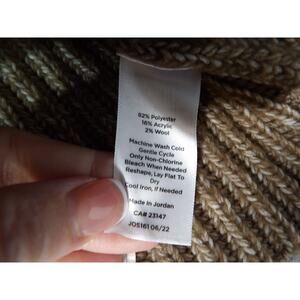 82% Polyester
16% Acrylic
2% Wool
Machine Wash Cold
Gentle Cycle
Only Non-Chlorine
Bleach When Needed
Reshape, Lay Flat To
Dry
Cool Iron, If Needed
Made In Jordan
CA# 23147
JO5161 06/22